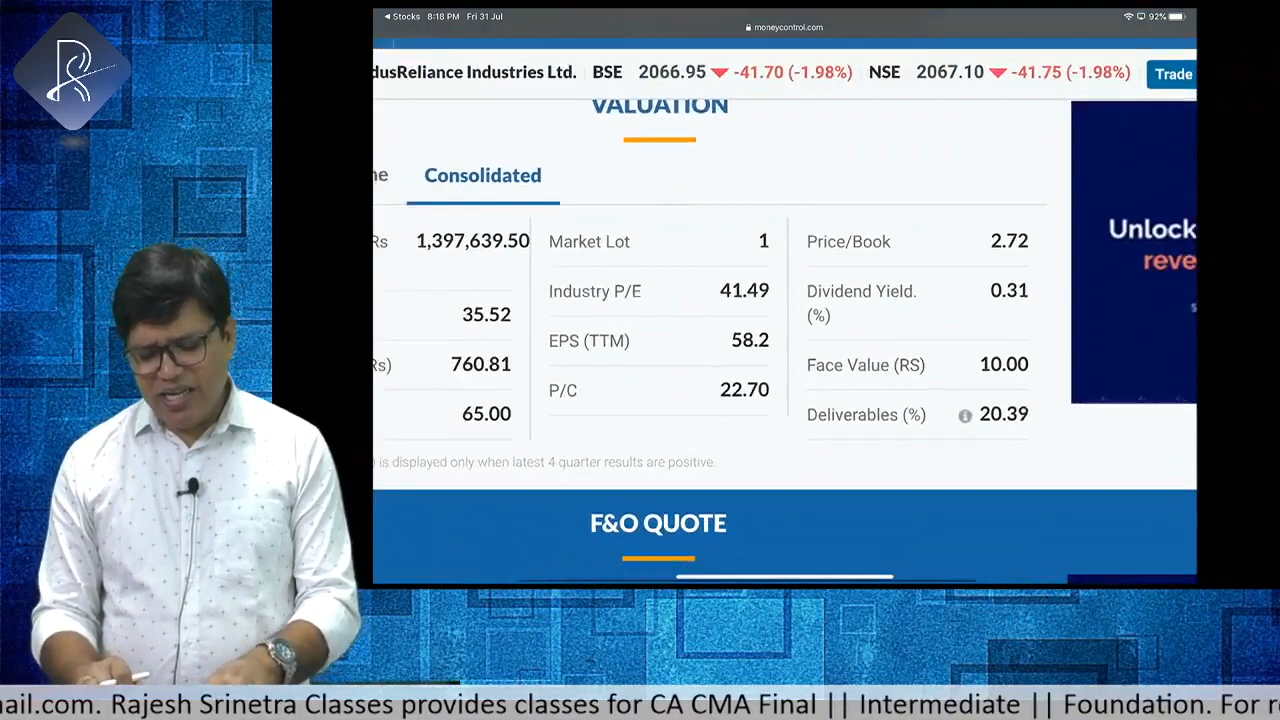 Stocks 8:18 PM Fri 31 Jul
92%
moneycontrol.com
dusReliance Industries Ltd. BSE 2066.95 -41.70 (-1.98%) NSE 2067.10 -41.75 (-1.98%) Trade
VALUATION
ne Consolidated
Rs 1,397,639.50 Market Lot 1 Price/Book 2.72
Industry P/E 41.49 Dividend Yield. 0.31
(%)
35.52
EPS (TTM) 58.2
Rs) 760.81 Face Value (RS) 10.00
P/C 22.70
65.00 Deliverables (%) 20.39
) is displayed only when latest 4 quarter results are positive.
F&O QUOTE
Unlock
reve
nail.com. Rajesh Srinetra Classes provides classes for CA CMA Final || Intermediate || Foundation. For re